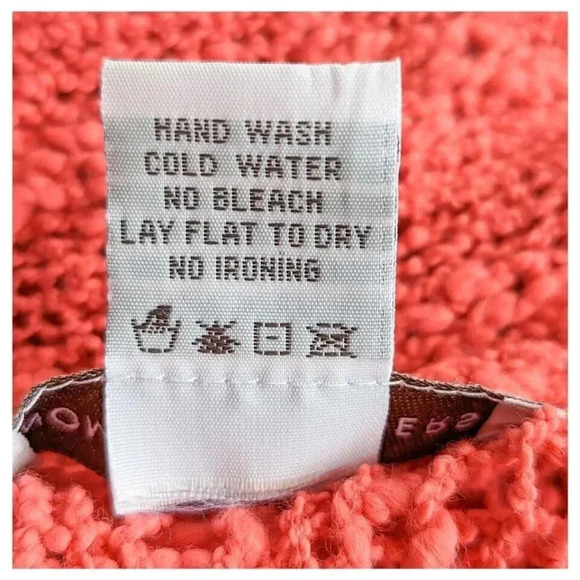 HAND WASH
COLD WATER
NO BLEACH
LAY FLAT TO DRY
NO IRONING